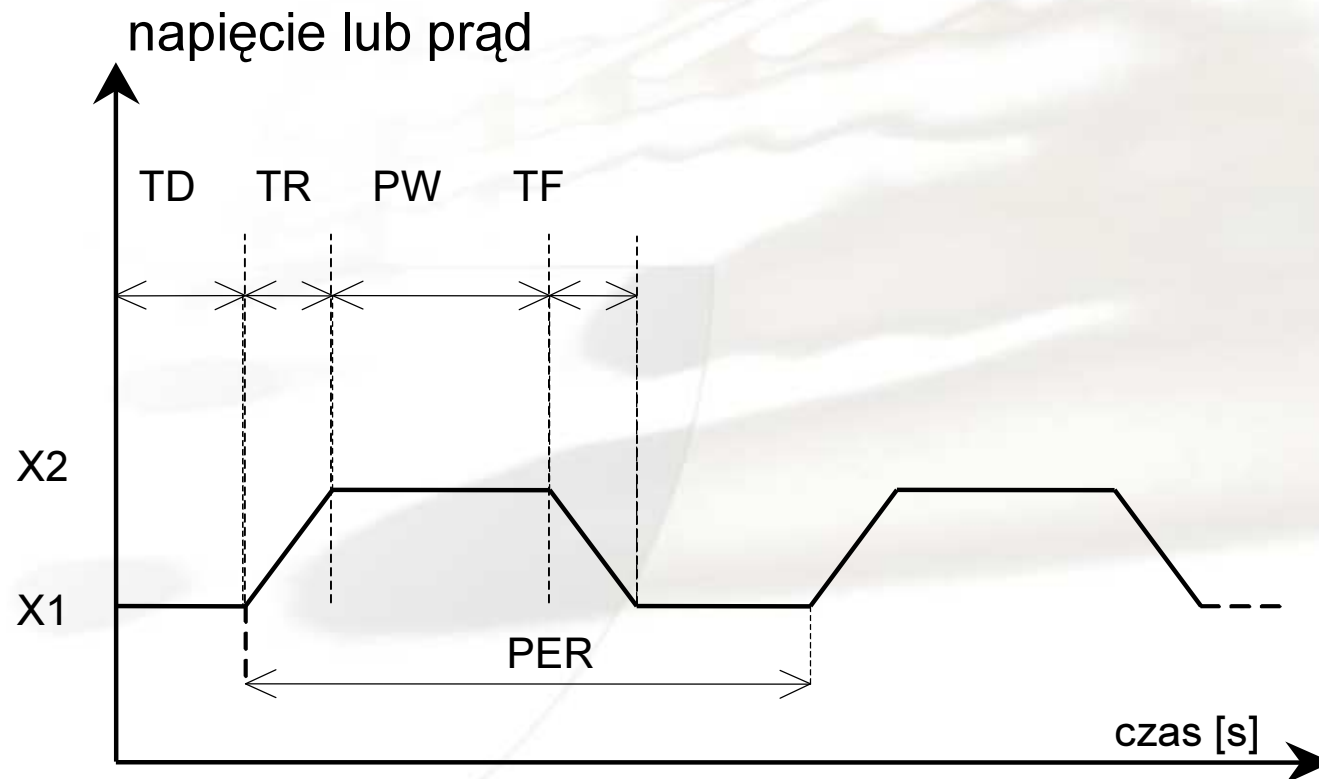 napięcie lub prąd
TD TR PW TF
X2
X1
PER
czas [s]